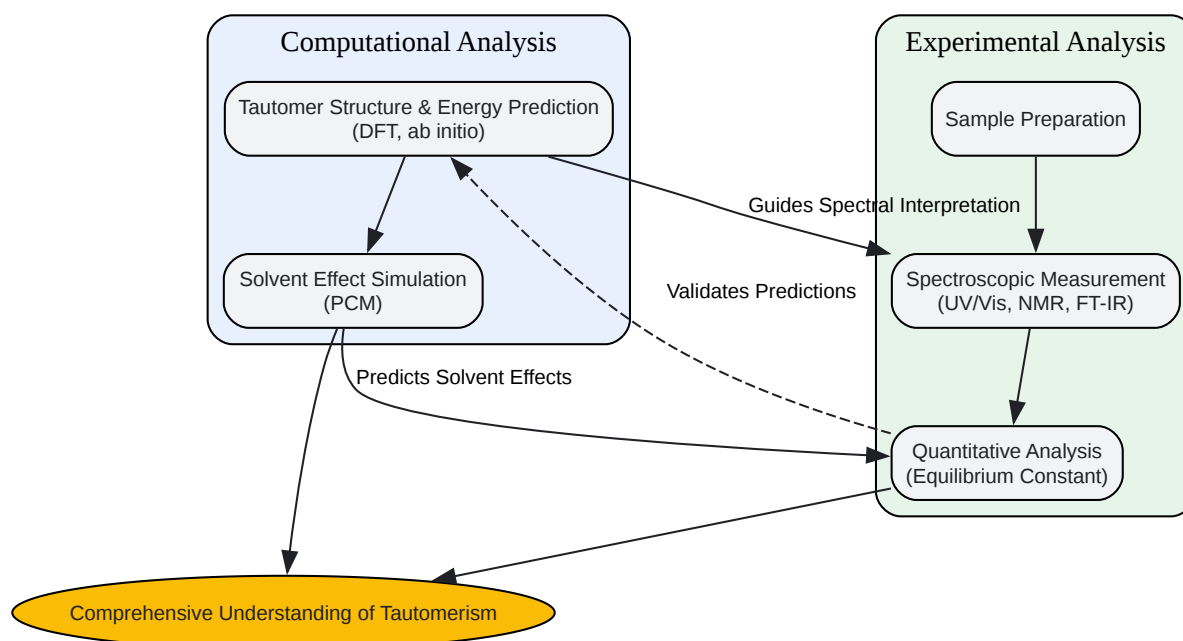 Computational Analysis
Experimental Analysis
Tautomer Structure & Energy Prediction
(DFT, ab initio)
Sample Preparation
Guides Spectral Interpretation
Solvent Effect Simulation
(PCM)
Validates Predictions
Spectroscopic Measurement
(UV/Vis, NMR, FT-IR)
Predicts Solvent Effects
Quantitative Analysis
(Equilibrium Constant)
Comprehensive Understanding of Tautomerism